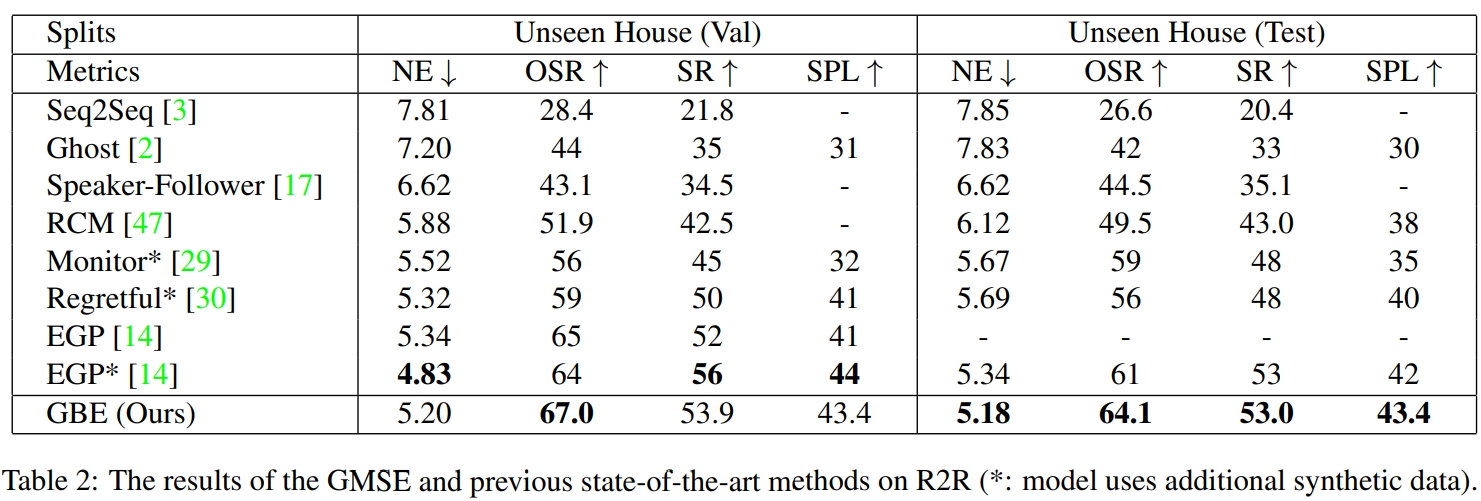 Splits Unseen House (Val) Unseen House (Test)
Metrics NE ↓ OSR ↑ SR ↑ SPL ↑ NE ↓ OSR ↑ SR ↑ SPL ↑
Seq2Seq [3] 7.81 28.4 21.8 - 7.85 26.6 20.4 -
Ghost [2] 7.20 44 35 31 7.83 42 33 30
Speaker-Follower [17] 6.62 43.1 34.5 - 6.62 44.5 35.1 -
RCM [47] 5.88 51.9 42.5 - 6.12 49.5 43.0 38
Monitor* [29] 5.52 56 45 32 5.67 59 48 35
Regretful* [30] 5.32 59 50 41 5.69 56 48 40
EGP [14] 5.34 65 52 41 - - - -
EGP* [14] 4.83 64 56 44 5.34 61 53 42
GBE (Ours) 5.20 67.0 53.9 43.4 5.18 64.1 53.0 43.4
Table 2: The results of the GMSE and previous state-of-the-art methods on R2R (*: model uses additional synthetic data).